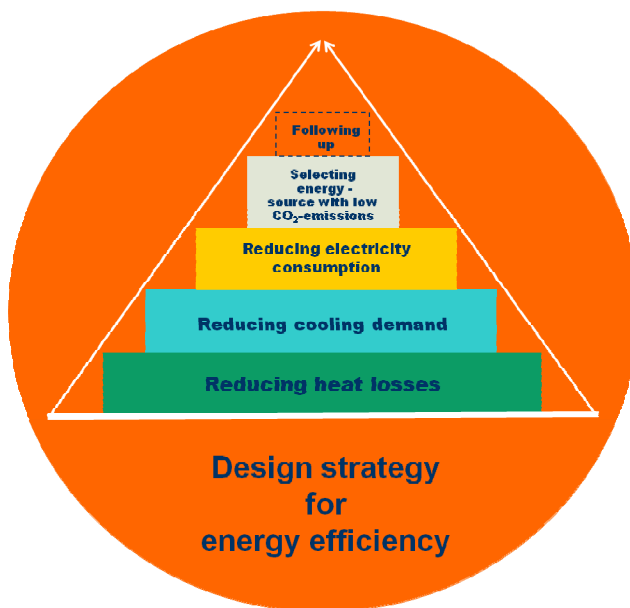 Following
up
Selecting
energy -
source with low
CO₂-emissions
Reducing electricity
consumption
Reducing cooling demand
Reducing heat losses
Design strategy
for
energy efficiency